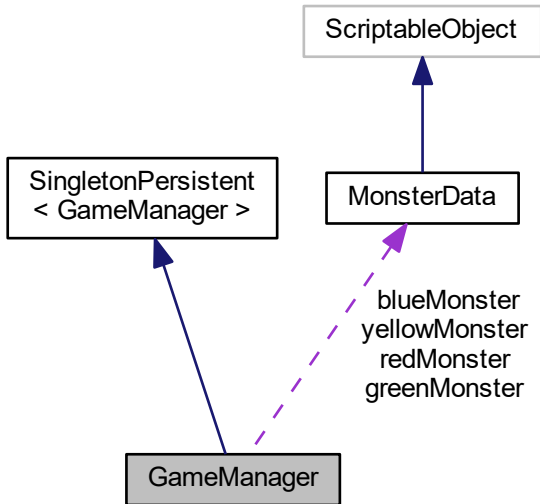 ScriptableObject
SingletonPersistent
< GameManager >
MonsterData
blueMonster
yellowMonster
redMonster
greenMonster
GameManager